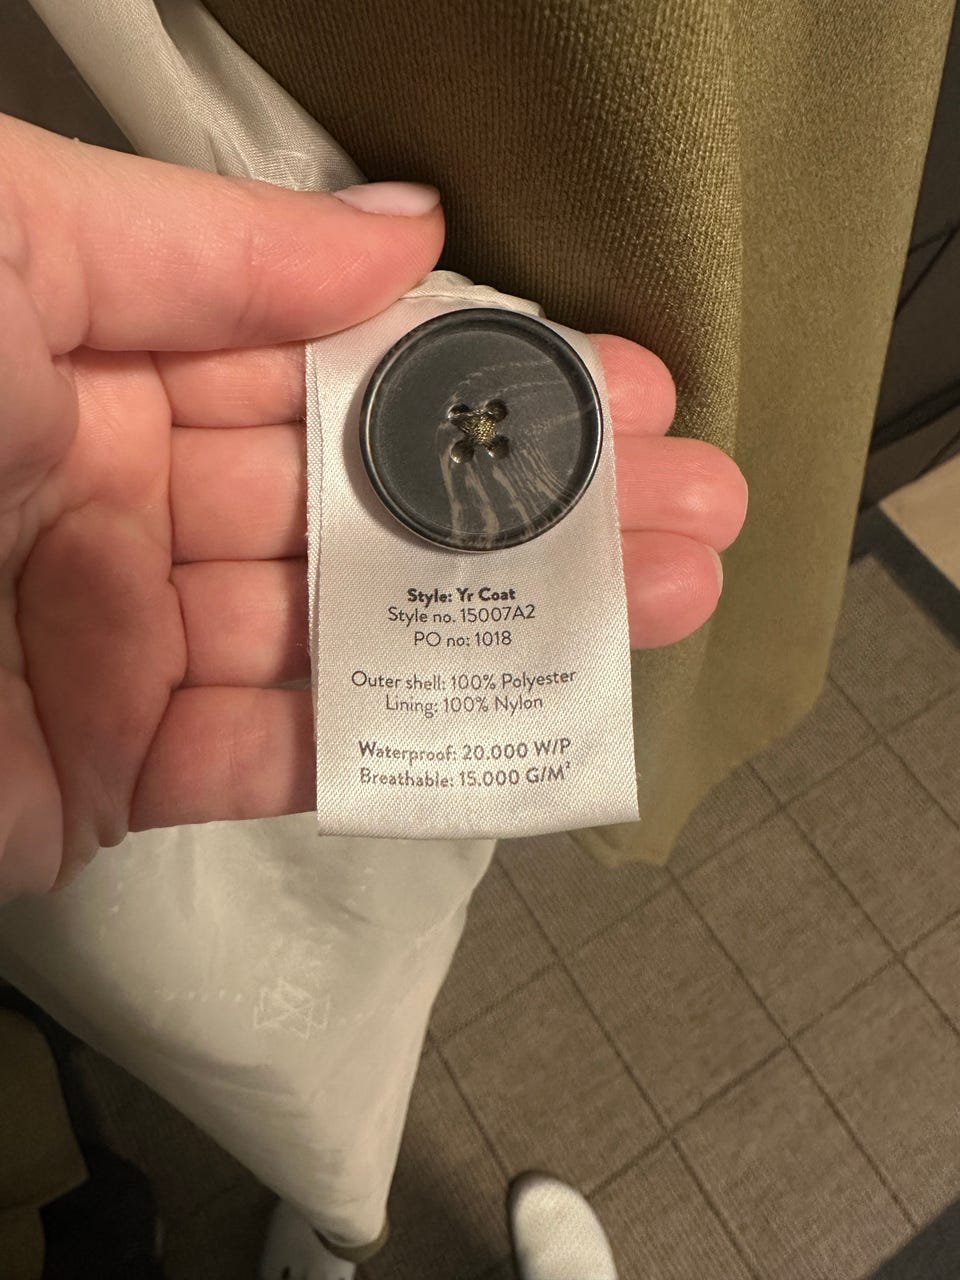 Style: Yr Coat
Style no. 15007A2
PO no: 1018
Outer shell: 100% Polyester
Lining: 100% Nylon
Waterproof: 20.000 W/P
Breathable: 15.000 G/M²